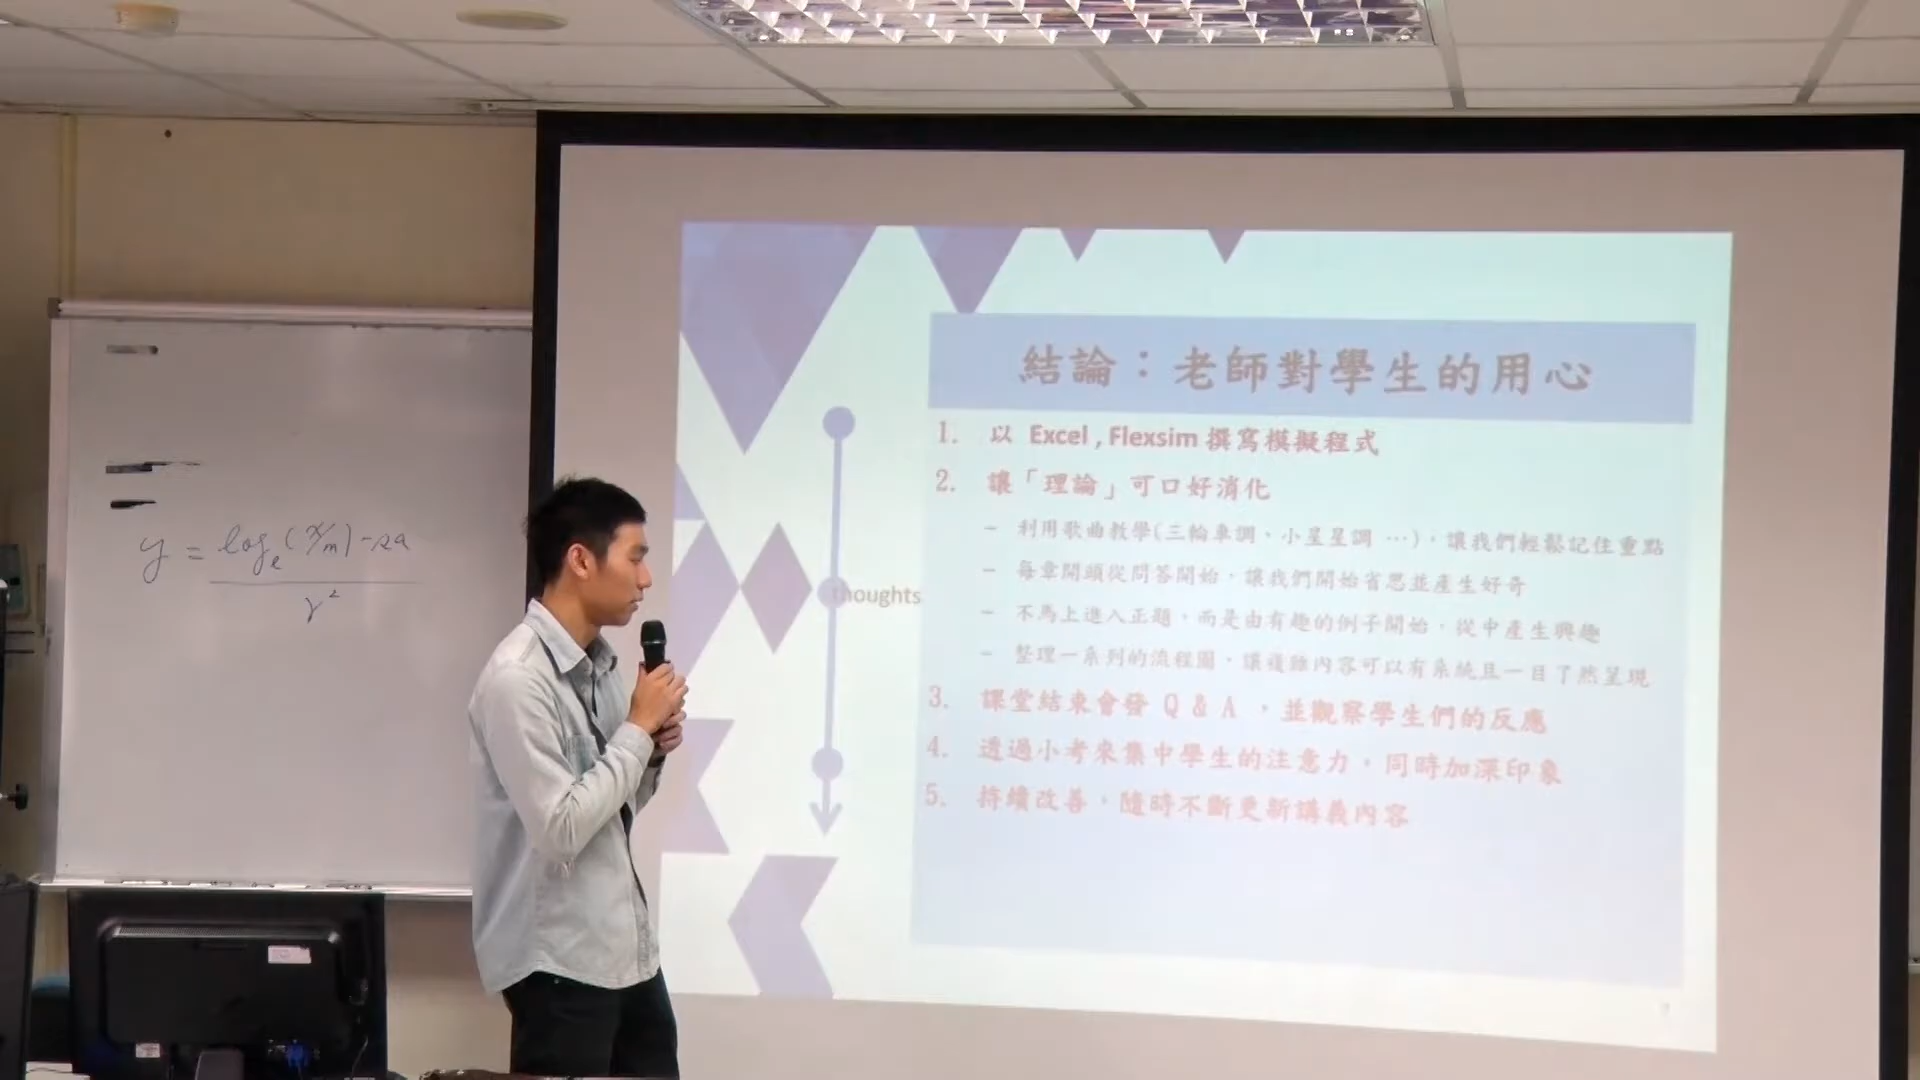 y = log_e(x/m) - sa
r²
結論：老師對學生的用心
1. 以 Excel , Flexsim 撰寫模擬程式
2. 讓「理論」可口好消化
– 利用歌曲教學(三輪車調、小星星調 …)，讓我們輕鬆記住重點
– 每章開頭從問答開始，讓我們開始省思並產生好奇
thoughts
– 不馬上進入正題，而是由有趣的例子開始，從中產生興趣
– 整理一系列的流程圖，讓複雜內容可以有系統且一目了然呈現
3. 課堂結束會發 Q & A ，並觀察學生們的反應
4. 透過小考來集中學生的注意力，同時加深印象
5. 持續改善，隨時不斷更新講義內容